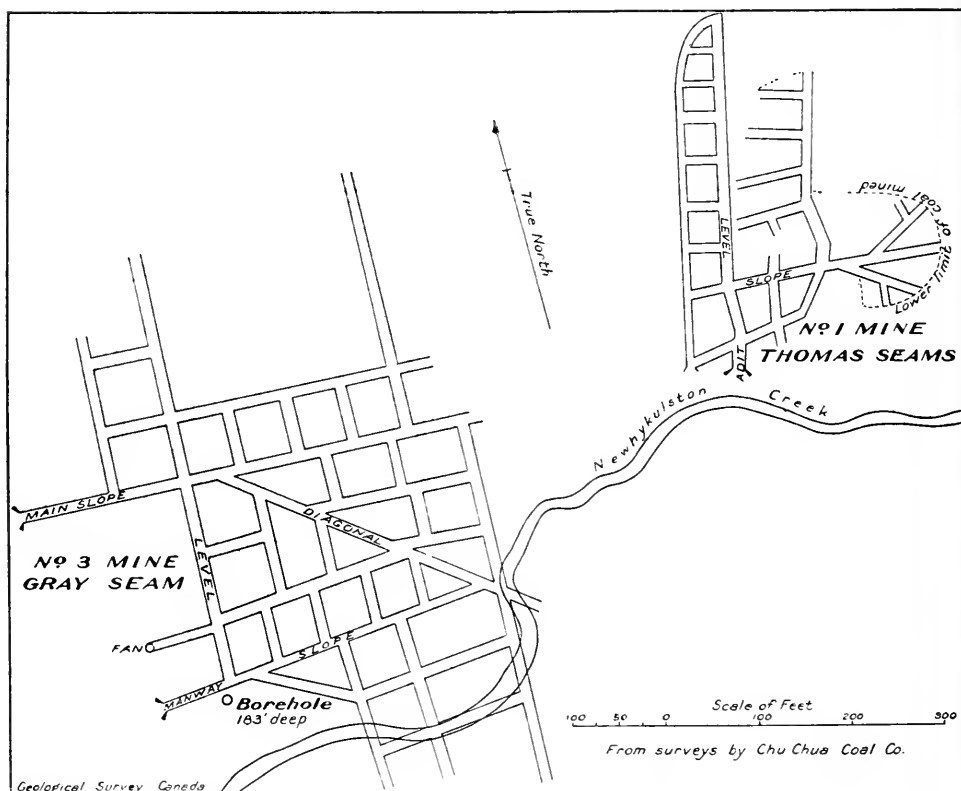 True North
LEVEL
SLOPE
Lower limit of coal mined
No 1 MINE
THOMAS SEAMS
ADIT
Newhykulston Creek
MAIN SLOPE
DIAGONAL
No 3 MINE
GRAY SEAM
LEVEL
FAN
SLOPE
MANWAY
Borehole
183' deep
Scale of Feet
100 50 0 100 200 300
From surveys by Chu Chua Coal Co.
Geological Survey Canada